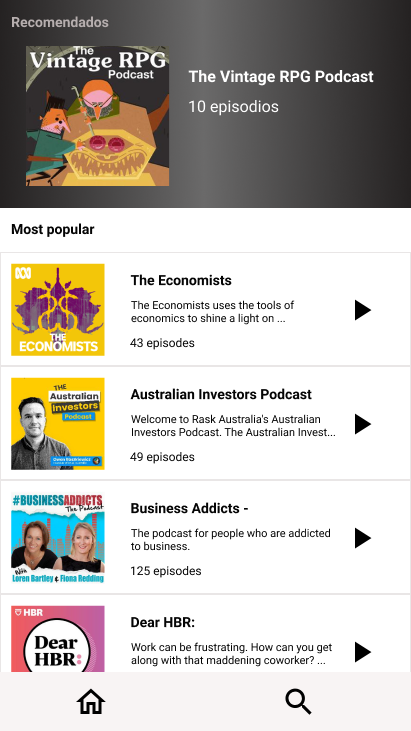 Recomendados
The
Vintage RPG
Podcast
The Vintage RPG Podcast
10 episodios
Most popular
ABC
THE
ECONOMISTS
The Economists
The Economists uses the tools of
economics to shine a light on ...
43 episodes
THE
Australian
Investors
Podcast
Australian Investors Podcast
Welcome to Rask Australia's Australian
Investors Podcast. The Australian Invest...
49 episodes
#BUSINESSADDICTS
The Podcast
With
Loren Bartley & Fiona Redding
Business Addicts -
The podcast for people who are addicted
to business.
125 episodes
HBR
Dear
HBR:
Dear HBR:
Work can be frustrating. How can you get
along with that maddening coworker? ...